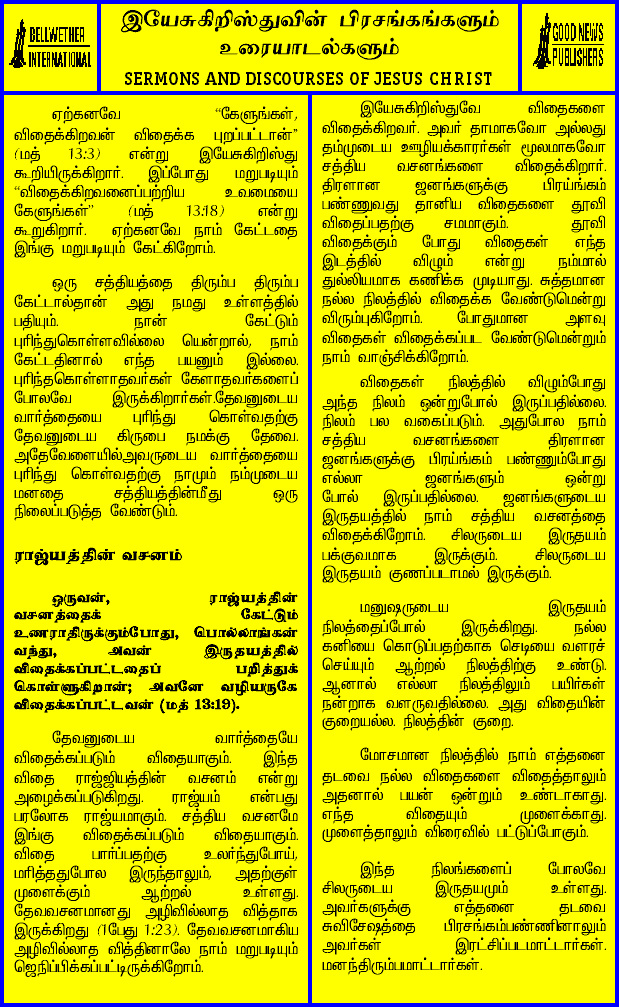 BELLWETHER
INTERNATIONAL
இயேசுகிறிஸ்துவின் பிரசங்கங்களும்
உரையாடல்களும்
SERMONS AND DISCOURSES OF JESUS CHRIST
GOOD NEWS
PUBLISHERS
ஏற்கனவே “கேளுங்கள்,
விதைக்கிறவன் விதைக்க புறப்பட்டான்”
(மத் 13:3) என்று இயேசுகிறிஸ்து
கூறியிருக்கிறார். இப்போது மறுபடியும்
“விதைக்கிறவனைப்பற்றிய உவமையை
கேளுங்கள்” (மத் 13:18) என்று
கூறுகிறார். ஏற்கனவே நாம் கேட்டதை
இங்கு மறுபடியும் கேட்கிறோம்.
ஒரு சத்தியத்தை திரும்ப திரும்ப
கேட்டால்தான் அது நமது உள்ளத்தில்
பதியும். நான் கேட்டும்
புரிந்துகொள்ளவில்லை யென்றால், நாம்
கேட்டதினால் எந்த பயனும் இல்லை.
புரிந்தகொள்ளாதவர்கள் கேளாதவர்களைப்
போலவே இருக்கிறார்கள்.தேவனுடைய
வார்த்தையை புரிந்து கொள்வதற்கு
தேவனுடைய கிருபை நமக்கு தேவை.
அதேவேளையில்அவருடைய வார்த்தையை
புரிந்து கொள்வதற்கு நாமும் நம்முடைய
மனதை சத்தியத்தின்மீது ஒரு
நிலைப்படுத்த வேண்டும்.
ராஜ்யத்தின் வசனம்
ஒருவன், ராஜ்யத்தின்
வசனத்தைக் கேட்டும்
உணராதிருக்கும்போது, பொல்லாங்கன்
வந்து, அவன் இருதயத்தில்
விதைக்கப்பட்டதைப் பறித்துக்
கொள்ளுகிறான்; அவனே வழியருகே
விதைக்கப்பட்டவன் (மத் 13:19).
தேவனுடைய வார்த்தையே
விதைக்கப்படும் விதையாகும். இந்த
விதை ராஜ்ஜியத்தின் வசனம் என்று
அழைக்கப்படுகிறது. ராஜ்யம் என்பது
பரலோக ராஜ்யமாகும். சத்திய வசனமே
இங்கு விதைக்கப்படும் விதையாகும்.
விதை பார்ப்பதற்கு உலர்ந்துபோய்,
மரித்ததுபோல இருந்தாலும், அதற்குள்
முளைக்கும் ஆற்றல் உள்ளது.
தேவவசனமானது அழிவில்லாத வித்தாக
இருக்கிறது (1பேது 1:23). தேவவசனமாகிய
அழிவில்லாத வித்தினாலே நாம் மறுபடியும்
ஜெநிப்பிக்கப்பட்டிருக்கிறோம்.
இயேசுகிறிஸ்துவே விதைகளை
விதைக்கிறவர். அவர் தாமாகவோ அல்லது
தம்முடைய ஊழியக்காரர்கள் மூலமாகவோ
சத்திய வசனங்களை விதைக்கிறார்.
திரளான ஜனங்களுக்கு பிரய்ங்கம்
பண்ணுவது தானிய விதைகளை தூவி
விதைப்பதற்கு சமமாகும். தூவி
விதைக்கும் போது விதைகள் எந்த
இடத்தில் விழும் என்று நம்மால்
துல்லியமாக கணிக்க முடியாது. சுத்தமான
நல்ல நிலத்தில் விதைக்க வேண்டுமென்று
விரும்புகிறோம். போதுமான அளவு
விதைகள் விதைக்கப்பட வேண்டுமென்றும்
நாம் வாஞ்சிக்கிறோம்.
விதைகள் நிலத்தில் விழும்போது
அந்த நிலம் ஒன்றுபோல் இருப்பதில்லை.
நிலம் பல வகைப்படும். அதுபோல நாம்
சத்திய வசனங்களை திரளான
ஜனங்களுக்கு பிரய்ங்கம் பண்ணும்போது
எல்லா ஜனங்களும் ஒன்று
போல் இருப்பதில்லை. ஜனங்களுடைய
இருதயத்தில் நாம் சத்திய வசனத்தை
விதைக்கிறோம். சிலருடைய இருதயம்
பக்குவமாக இருக்கும். சிலருடைய
இருதயம் குணப்படாமல் இருக்கும்.
மனுஷருடைய இருதயம்
நிலத்தைப்போல் இருக்கிறது. நல்ல
கனியை கொடுப்பதற்காக செடியை வளரச்
செய்யும் ஆற்றல் நிலத்திற்கு உண்டு.
ஆனால் எல்லா நிலத்திலும் பயிர்கள்
நன்றாக வளருவதில்லை. அது விதையின்
குறையல்ல. நிலத்தின் குறை.
மோசமான நிலத்தில் நாம் எத்தனை
தடவை நல்ல விதைகளை விதைத்தாலும்
அதனால் பயன் ஒன்றும் உண்டாகாது.
எந்த விதையும் முளைக்காது.
முளைத்தாலும் விரைவில் பட்டுப்போகும்.
இந்த நிலங்களைப் போலவே
சிலருடைய இருதயமும் உள்ளது.
அவர்களுக்கு எத்தனை தடவை
சுவிசேஷத்தை பிரசங்கம்பண்ணினாலும்
அவர்கள் இரட்சிப்படமாட்டார்கள்.
மனந்திரும்பமாட்டார்கள்.